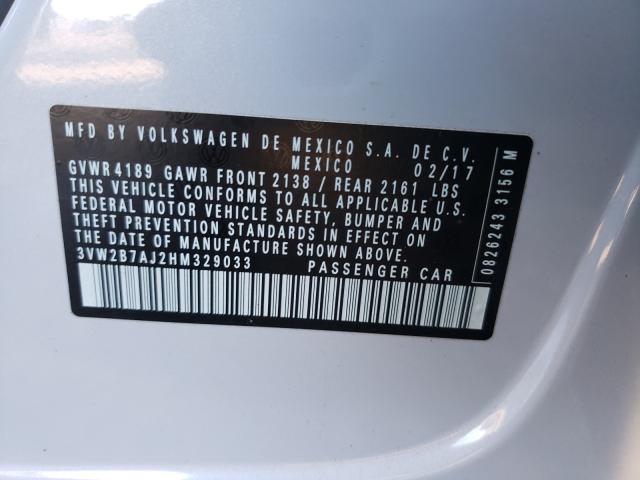 MFD BY VOLKSWAGEN DE MEXICO S.A. DE C.V.
MEXICO 02/17
GVWR 4189 GAWR FRONT 2138 / REAR 2161 LBS
THIS VEHICLE CONFORMS TO ALL APPLICABLE U.S.
FEDERAL MOTOR VEHICLE SAFETY, BUMPER AND
THEFT PREVENTION STANDARDS IN EFFECT ON
THE DATE OF MANUFACTURE SHOWN ABOVE.
3VW2B7AJ2HM329033 PASSENGER CAR
0826243 3156 M